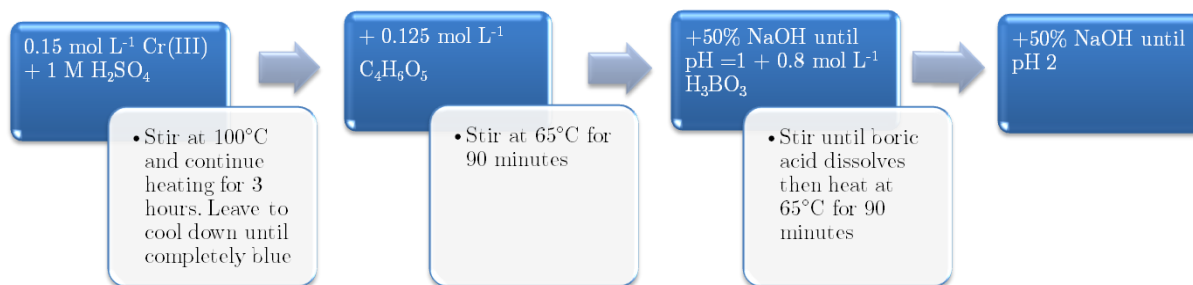 0.15 mol L⁻¹ Cr(III)
+ 1 M H₂SO₄
• Stir at 100°C
and continue
heating for 3
hours. Leave to
cool down until
completely blue
+ 0.125 mol L⁻¹
C₄H₆O₅
• Stir at 65°C for
90 minutes
+50% NaOH until
pH =1 + 0.8 mol L⁻¹
H₃BO₃
• Stir until boric
acid dissolves
then heat at
65°C for 90
minutes
+50% NaOH until
pH 2